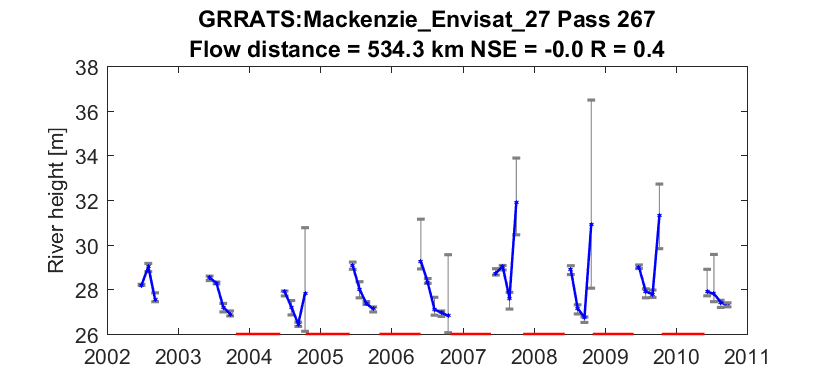 GRRATS:Mackenzie_Envisat_27 Pass 267
Flow distance = 534.3 km NSE = -0.0 R = 0.4
River height [m]
38
36
34
32
30
28
26
2002 2003 2004 2005 2006 2007 2008 2009 2010 2011